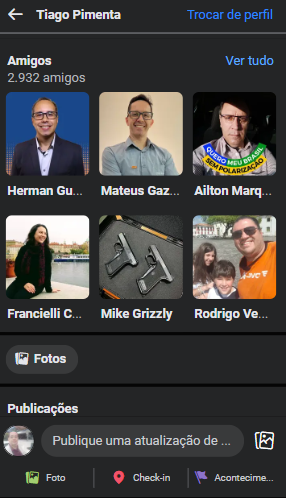 Tiago Pimenta
Trocar de perfil
Amigos
Ver tudo
2.932 amigos
QUERO MEU BRASIL
SEM POLARIZAÇÃO
Herman Gu...
Mateus Gaz...
Ailton Marq...
Francielli C...
Mike Grizzly
Rodrigo Ve...
Fotos
Publicações
Publique uma atualização de ...
Foto
Check-in
Acontecime...